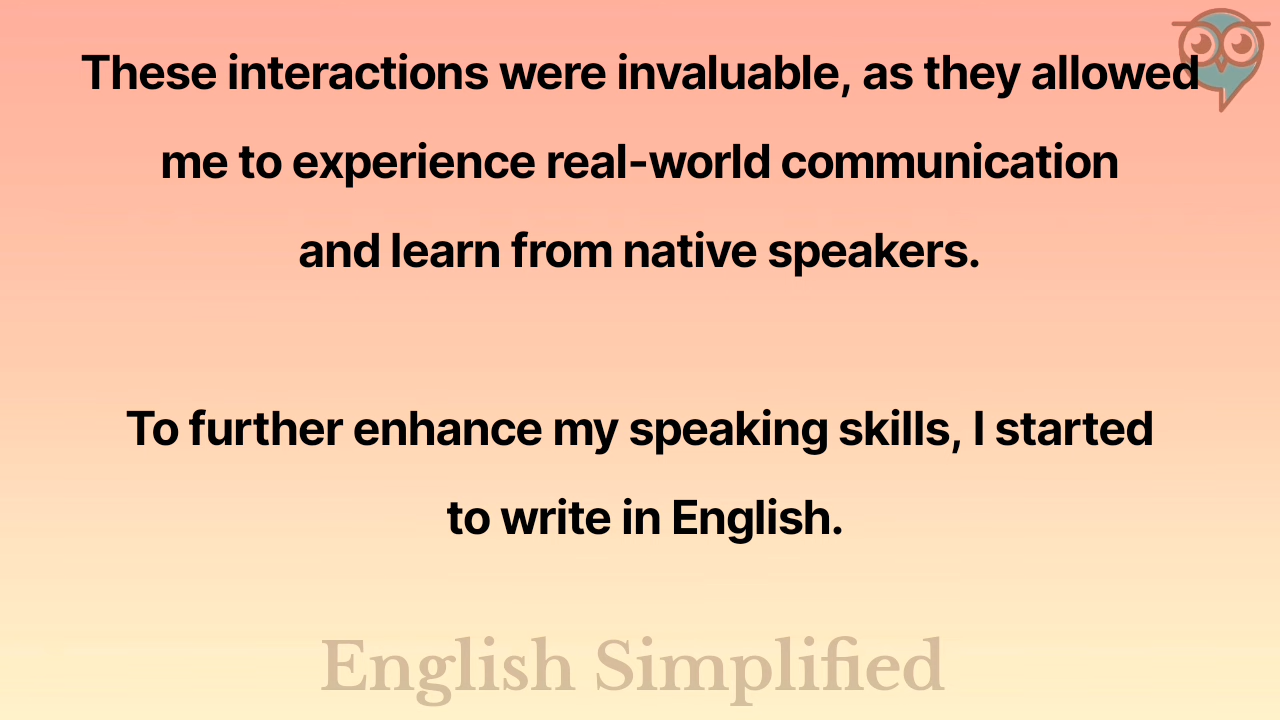 These interactions were invaluable, as they allowed
me to experience real-world communication
and learn from native speakers.
To further enhance my speaking skills, I started
to write in English.
English Simplified